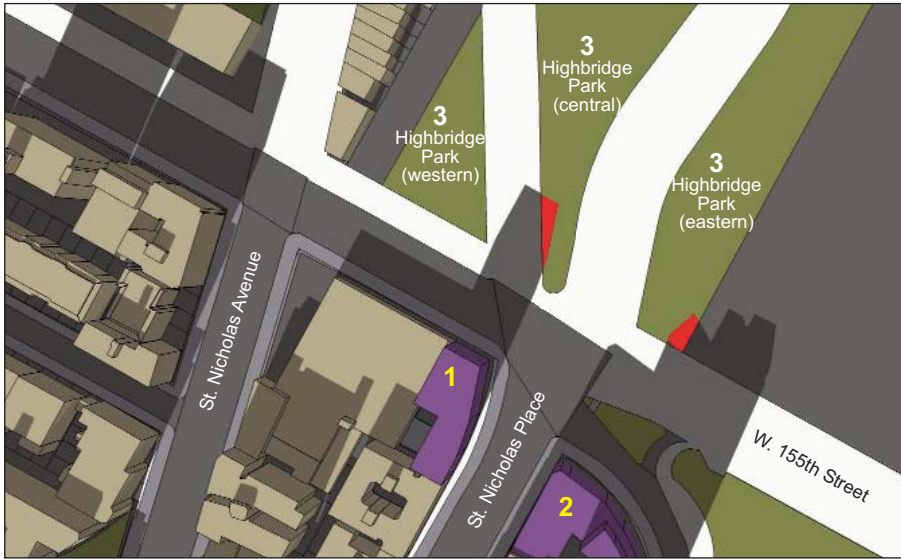 3
Highbridge
Park
(central)
3
Highbridge
Park
(western)
3
Highbridge
Park
(eastern)
St. Nicholas Avenue
1
St. Nicholas Place
W. 155th Street
2